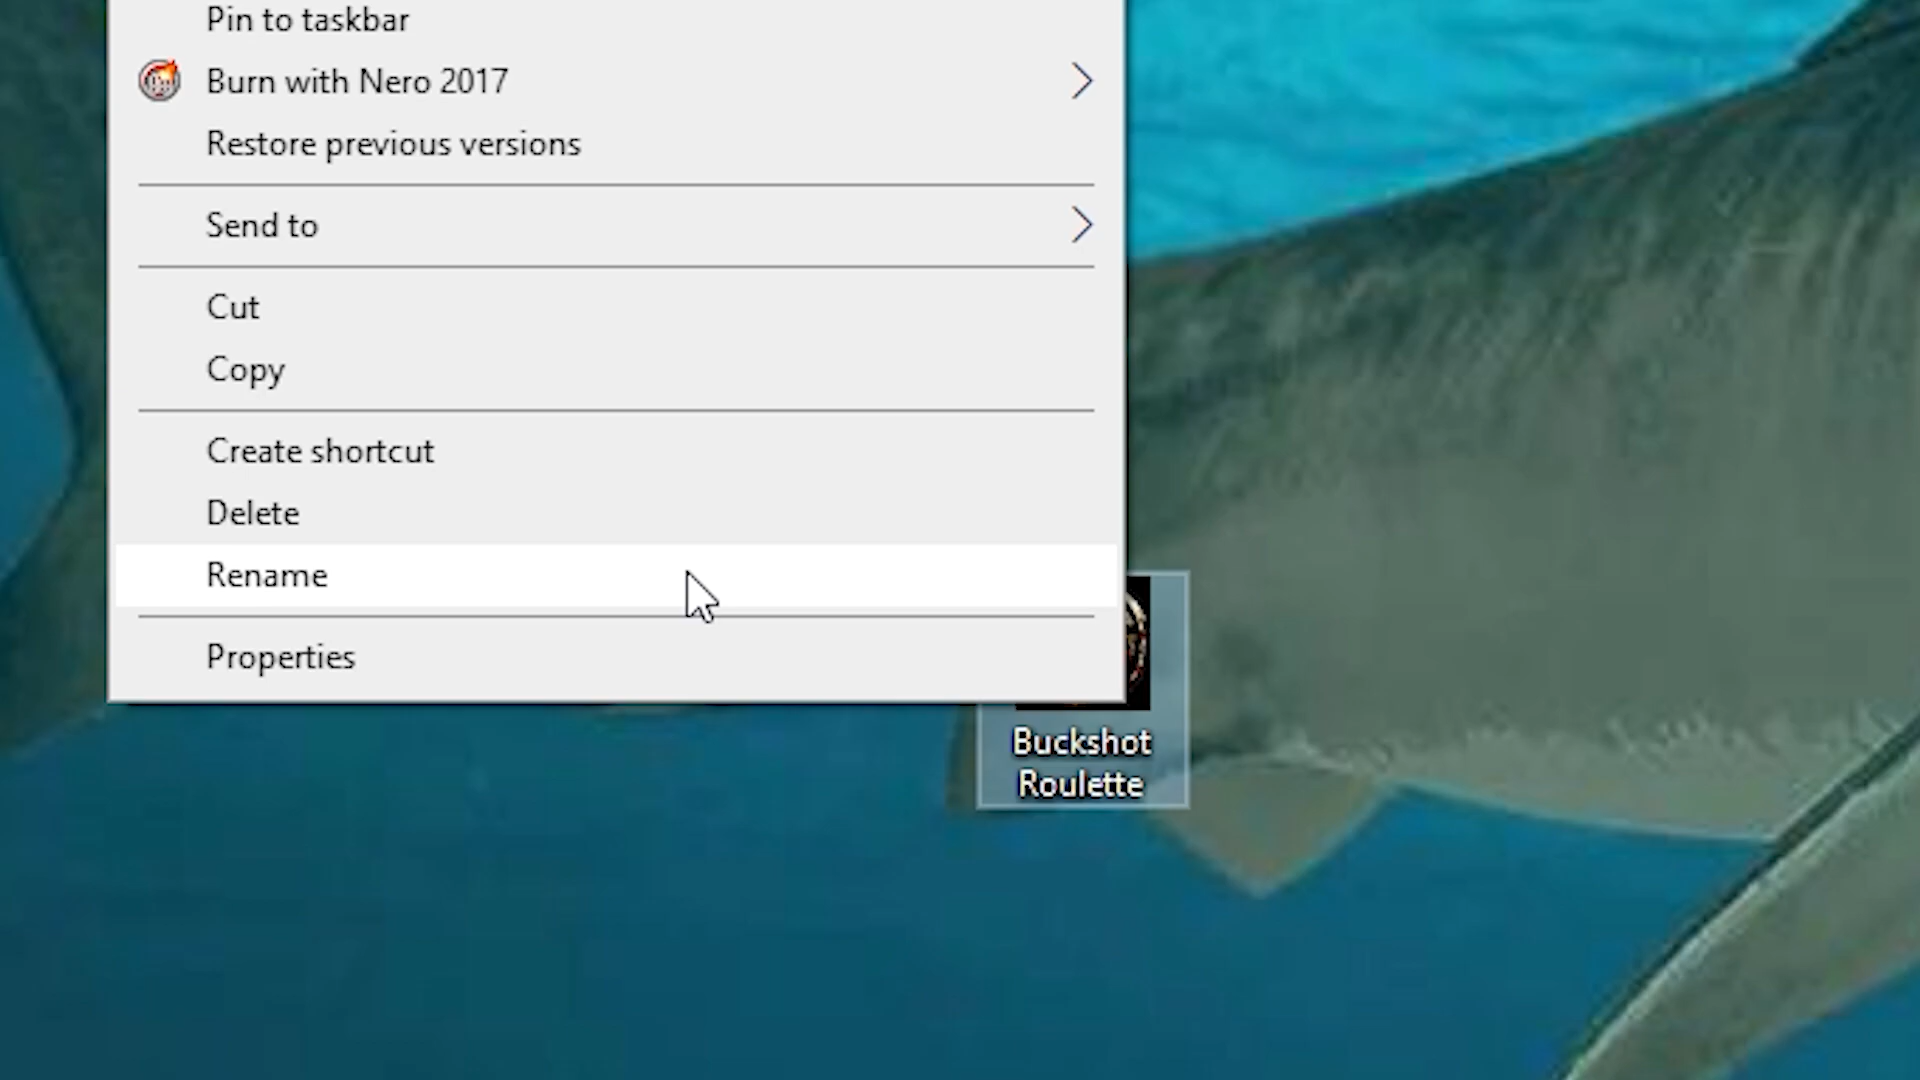 Pin to taskbar
Burn with Nero 2017
Restore previous versions
Send to
Cut
Copy
Create shortcut
Delete
Rename
Properties
Buckshot
Roulette